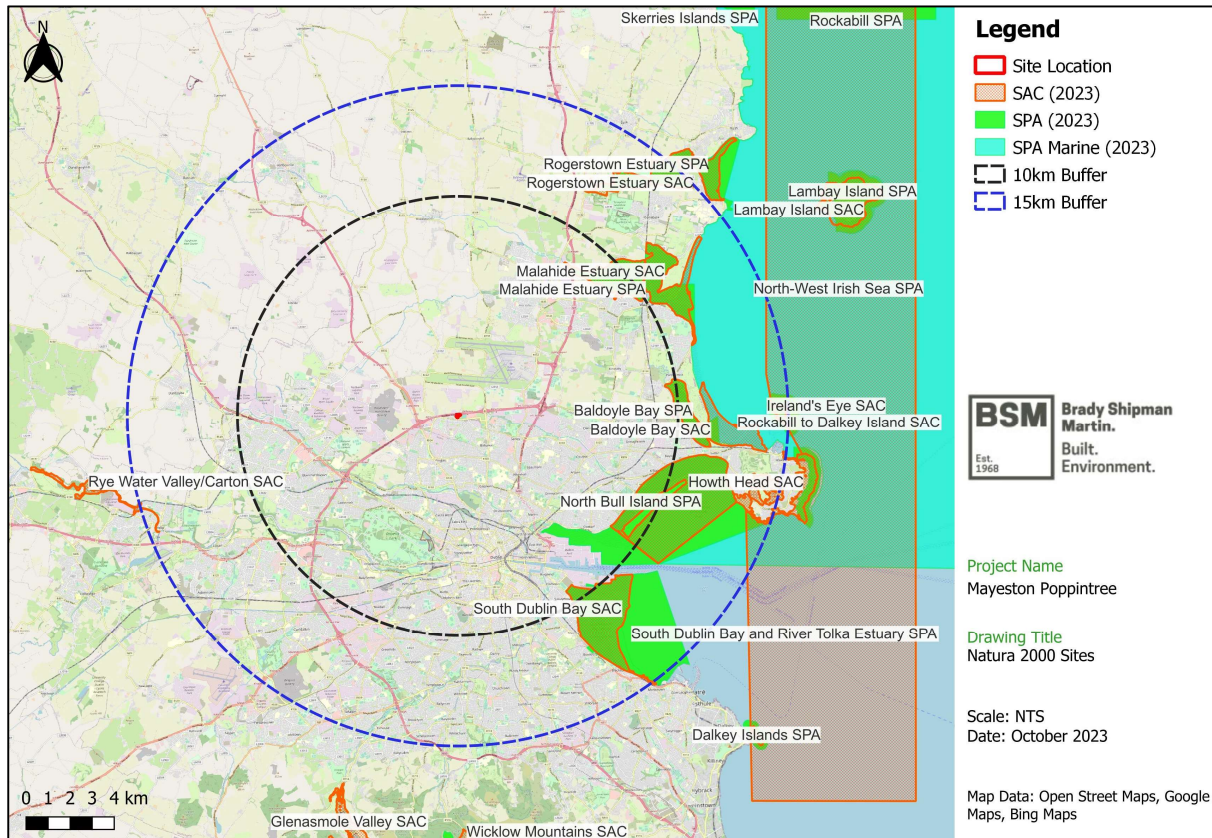 N
Skerries Islands SPA
Rockabill SPA
Rogerstown Estuary SPA
Rogerstown Estuary SAC
Lambay Island SPA
Lambay Island SAC
Malahide Estuary SAC
Malahide Estuary SPA
North-West Irish Sea SPA
Baldoyle Bay SPA
Baldoyle Bay SAC
Ireland's Eye SAC
Rockabill to Dalkey Island SAC
Rye Water Valley/Carton SAC
Howth Head SAC
North Bull Island SPA
South Dublin Bay SAC
South Dublin Bay and River Tolka Estuary SPA
Dalkey Islands SPA
Glenasmole Valley SAC
Wicklow Mountains SAC
0 1 2 3 4 km
Legend
Site Location
SAC (2023)
SPA (2023)
SPA Marine (2023)
10km Buffer
15km Buffer
BSM
Est.
1968
Brady Shipman
Martin.
Built.
Environment.
Project Name
Mayeston Poppintree
Drawing Title
Natura 2000 Sites
Scale: NTS
Date: October 2023
Map Data: Open Street Maps, Google
Maps, Bing Maps